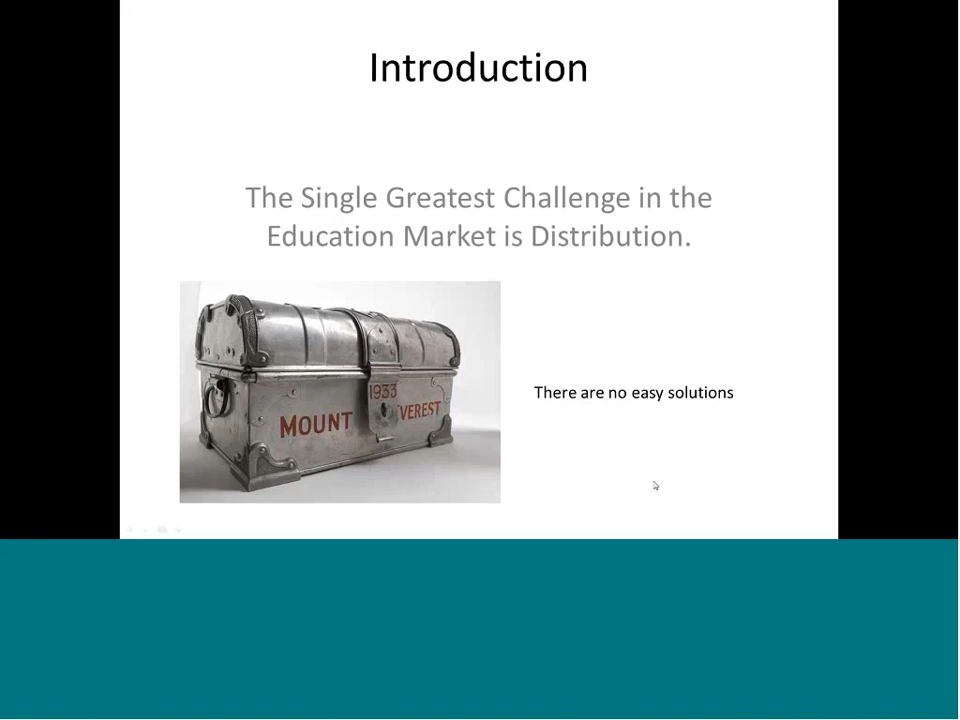 Introduction
The Single Greatest Challenge in the
Education Market is Distribution.
1933
MOUNT VEREST
There are no easy solutions